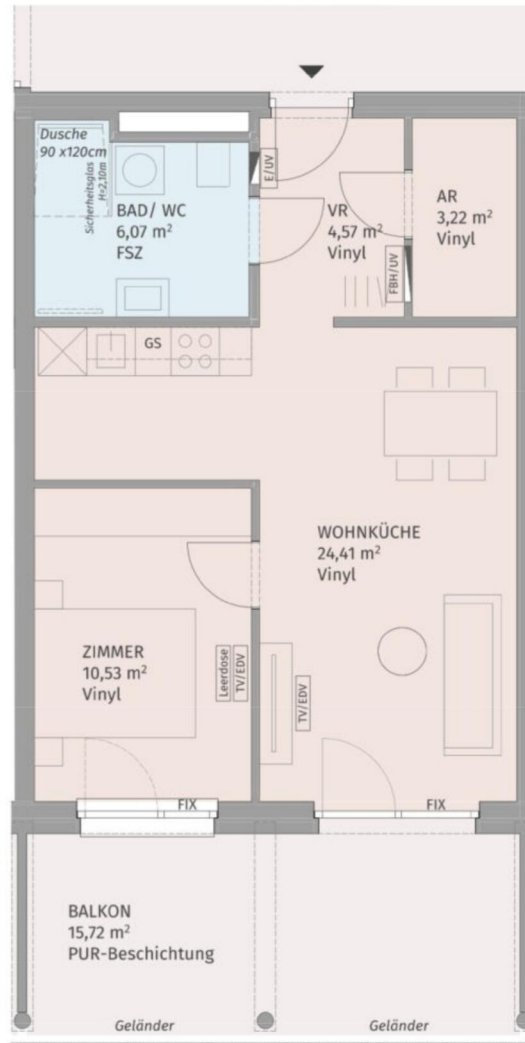 Dusche
90 x120cm
Sicherheitsglas
H=2,10m
BAD/ WC
6,07 m²
FSZ
E/UV
VR
4,57 m²
Vinyl
AR
3,22 m²
Vinyl
FBH/UV
GS
WOHNKÜCHE
24,41 m²
Vinyl
ZIMMER
10,53 m²
Vinyl
Leerdose
TV/EDV
TV/EDV
FIX
FIX
BALKON
15,72 m²
PUR-Beschichtung
Geländer
Geländer